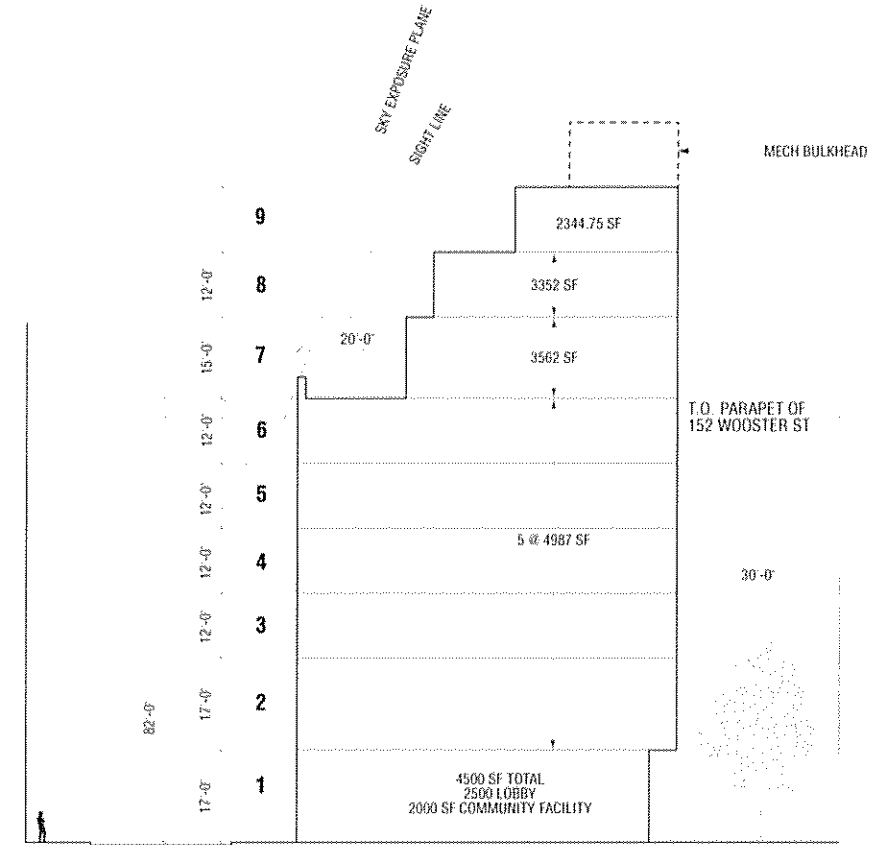 SKY EXPOSURE PLANE
SIGHT LINE
MECH BULKHEAD
9
2344.75 SF
12'-0"
8
3352 SF
15'-0"
20'-0"
7
3562 SF
T.O. PARAPET OF
152 WOOSTER ST
12'-0"
6
12'-0"
5
12'-0"
4
5 @ 4987 SF
30'-0"
12'-0"
3
82'-0"
17'-0"
2
17'-0"
1
4500 SF TOTAL
2500 LOBBY
2000 SF COMMUNITY FACILITY